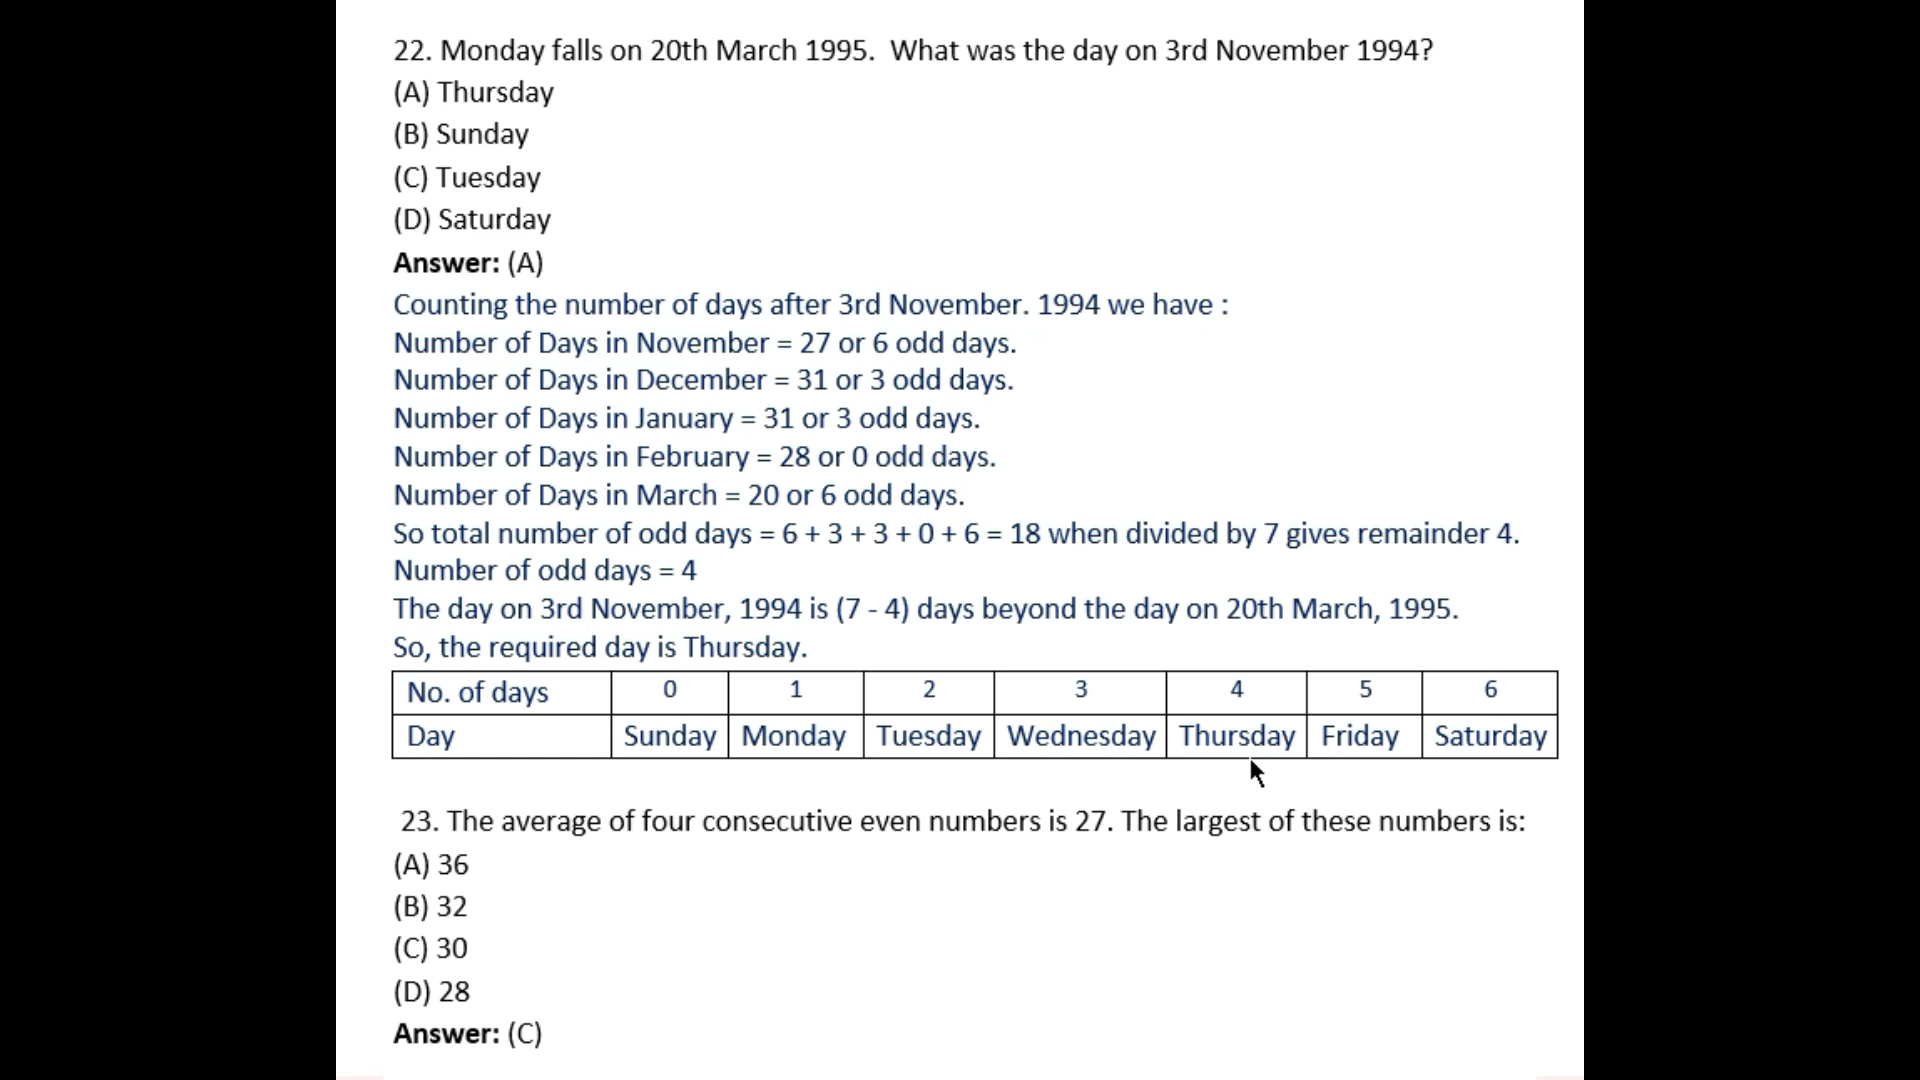 22. Monday falls on 20th March 1995.  What was the day on 3rd November 1994?
(A) Thursday
(B) Sunday
(C) Tuesday
(D) Saturday
Answer: (A)
Counting the number of days after 3rd November. 1994 we have :
Number of Days in November = 27 or 6 odd days.
Number of Days in December = 31 or 3 odd days.
Number of Days in January = 31 or 3 odd days.
Number of Days in February = 28 or 0 odd days.
Number of Days in March = 20 or 6 odd days.
So total number of odd days = 6 + 3 + 3 + 0 + 6 = 18 when divided by 7 gives remainder 4.
Number of odd days = 4
The day on 3rd November, 1994 is (7 - 4) days beyond the day on 20th March, 1995.
So, the required day is Thursday.
No. of days 0 1 2 3 4 5 6
Day Sunday Monday Tuesday Wednesday Thursday Friday Saturday
23. The average of four consecutive even numbers is 27. The largest of these numbers is:
(A) 36
(B) 32
(C) 30
(D) 28
Answer: (C)